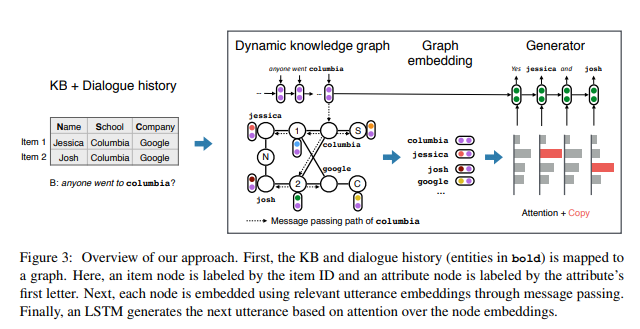 Dynamic knowledge graph
Graph embedding
Generator
KB + Dialogue history
Name School Company
Item 1 Jessica Columbia Google
Item 2 Josh Columbia Google
B: anyone went to columbia?
anyone went columbia
... ...
jessica
1
S
columbia
N
google
2
C
josh
Message passing path of columbia
columbia
jessica
josh
google
...
Yes jessica and josh
Attention + Copy
Figure 3: Overview of our approach. First, the KB and dialogue history (entities in bold) is mapped to
a graph. Here, an item node is labeled by the item ID and an attribute node is labeled by the attribute's
first letter. Next, each node is embedded using relevant utterance embeddings through message passing.
Finally, an LSTM generates the next utterance based on attention over the node embeddings.